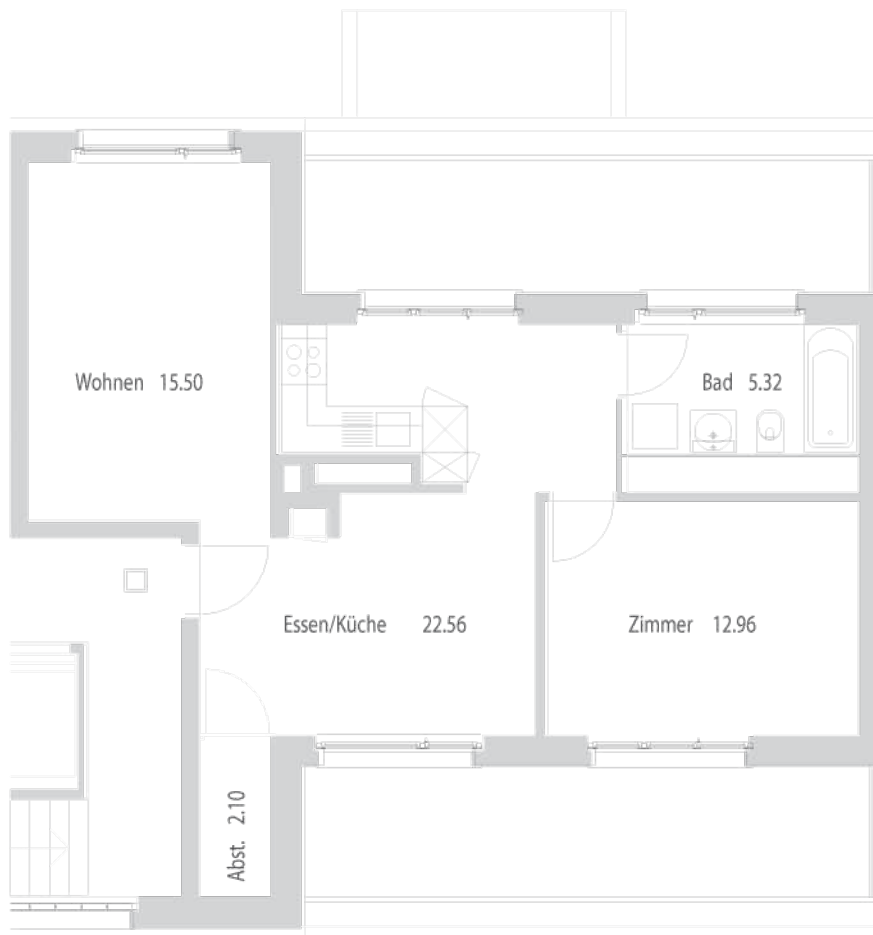 Wohnen 15.50
Bad 5.32
Essen/Küche 22.56
Zimmer 12.96
Abst. 2.10